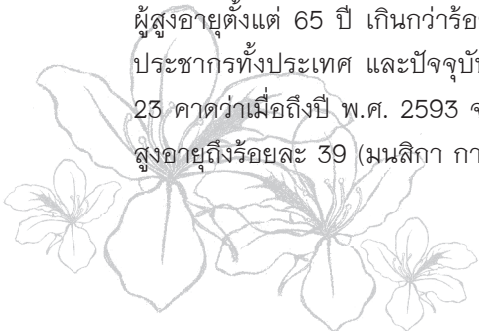 ผู้สูงอายุตั้งแต่ 65 ปี เกินกว่าร้อย
ประชากรทั้งประเทศ และปัจจุบัน
23 คาดว่าเมื่อถึงปี พ.ศ. 2593 จ
สูงอายุถึงร้อยละ 39 (มนสิกา กา